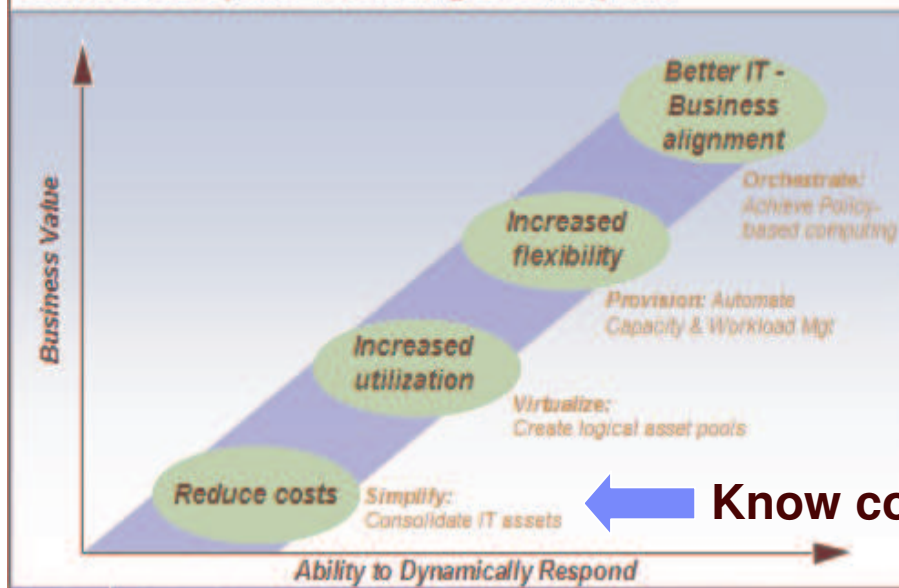 Better IT -
Business
alignment
Orchestrate:
Achieve Policy-
based computing
Increased
flexibility
Provision: Automate
Capacity & Workload Mgt
Increased
utilization
Virtualize:
Create logical asset pools
Reduce costs
Simplify:
Consolidate IT assets
Know co
Business Value
Ability to Dynamically Respond